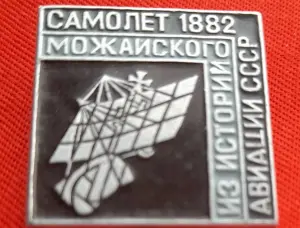 САМОЛЕТ 1882
МОЖАЙСКОГО
ИЗ ИСТОРИИ
АВИАЦИИ СССР